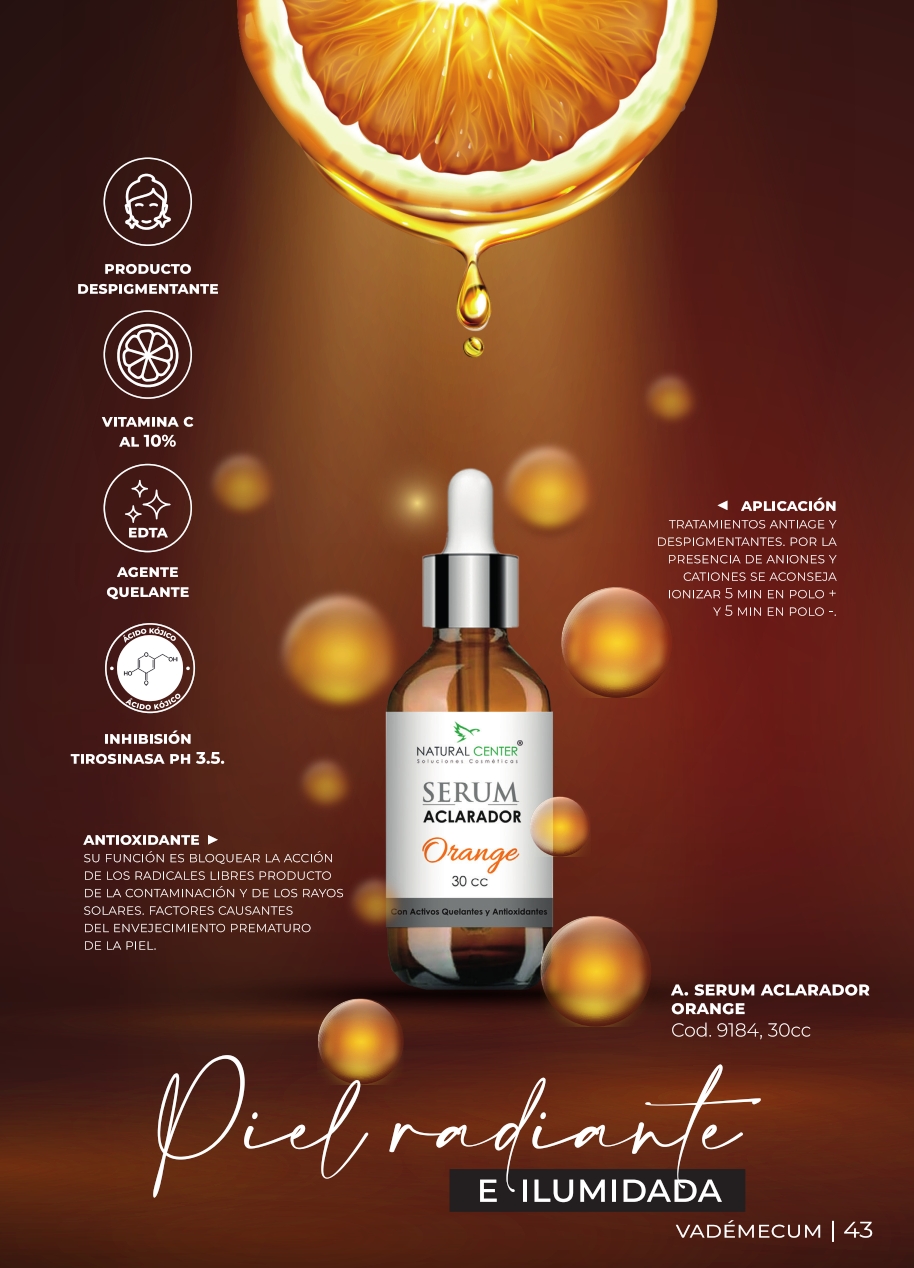 PRODUCTO
DESPIGMENTANTE
VITAMINA C
AL 10%
EDTA
AGENTE
QUELANTE
ÁCIDO KÓJICO
OH
HO
O
O
ÁCIDO KÓJICO
INHIBISIÓN
TIROSINASA PH 3.5.
◄ APLICACIÓN
TRATAMIENTOS ANTIAGE Y
DESPIGMENTANTES. POR LA
PRESENCIA DE ANIONES Y
CATIONES SE ACONSEJA
IONIZAR 5 MIN EN POLO +
Y 5 MIN EN POLO -.
NATURAL CENTER®
Soluciones Cosméticas
SERUM
ACLARADOR
Orange
30 cc
Con Activos Quelantes y Antioxidantes
ANTIOXIDANTE ►
SU FUNCIÓN ES BLOQUEAR LA ACCIÓN
DE LOS RADICALES LIBRES PRODUCTO
DE LA CONTAMINACIÓN Y DE LOS RAYOS
SOLARES. FACTORES CAUSANTES
DEL ENVEJECIMIENTO PREMATURO
DE LA PIEL.
A. SERUM ACLARADOR
ORANGE
Cod. 9184, 30cc
Piel radiante
E ILUMIDADA
VADÉMECUM | 43